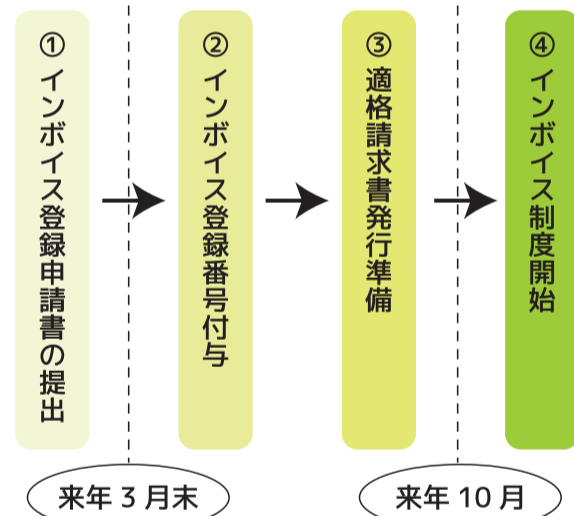 ① インボイス登録申請書の提出
② インボイス登録番号付与
③ 適格請求書発行準備
④ インボイス制度開始
来年 3 月末
来年 10 月